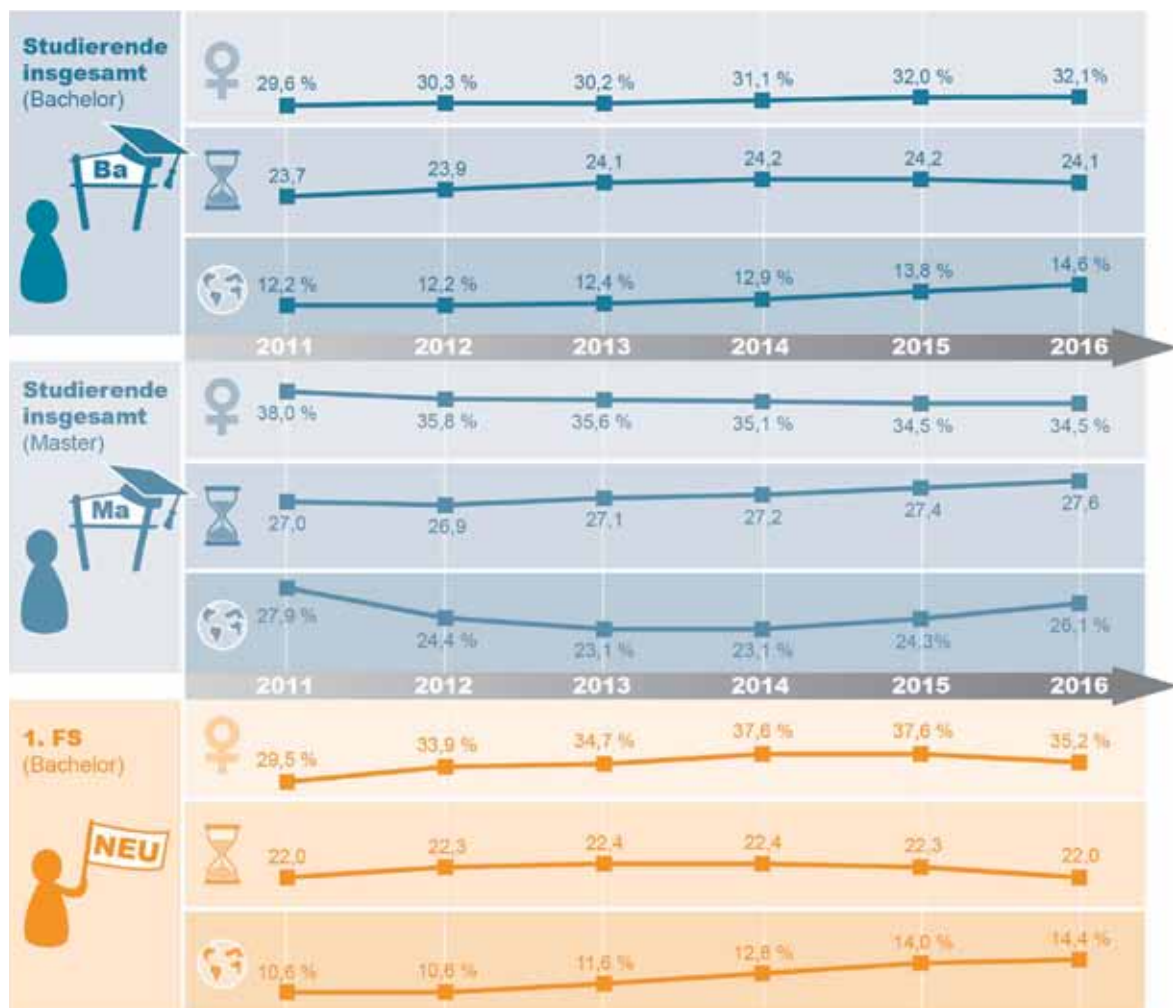 Studierende
insgesamt
(Bachelor)
Ba
29,6 % 30,3 % 30,2 % 31,1 % 32,0 % 32,1%
23,7 23,9 24,1 24,2 24,2 24,1
12,2 % 12,2 % 12,4 % 12,9 % 13,8 % 14,6 %
2011 2012 2013 2014 2015 2016
Studierende
insgesamt
(Master)
Ma
38,0 % 35,8 % 35,6 % 35,1 % 34,5 % 34,5 %
27,0 26,9 27,1 27,2 27,4 27,6
27,9 % 24,4 % 23,1 % 23,1 % 24,3% 26,1 %
2011 2012 2013 2014 2015 2016
1. FS
(Bachelor)
NEU
29,5 % 33,9 % 34,7 % 37,6 % 37,6 % 35,2 %
22,0 22,3 22,4 22,4 22,3 22,0
10,6 % 10,6 % 11,6 % 12,8 % 14,0 % 14,4 %